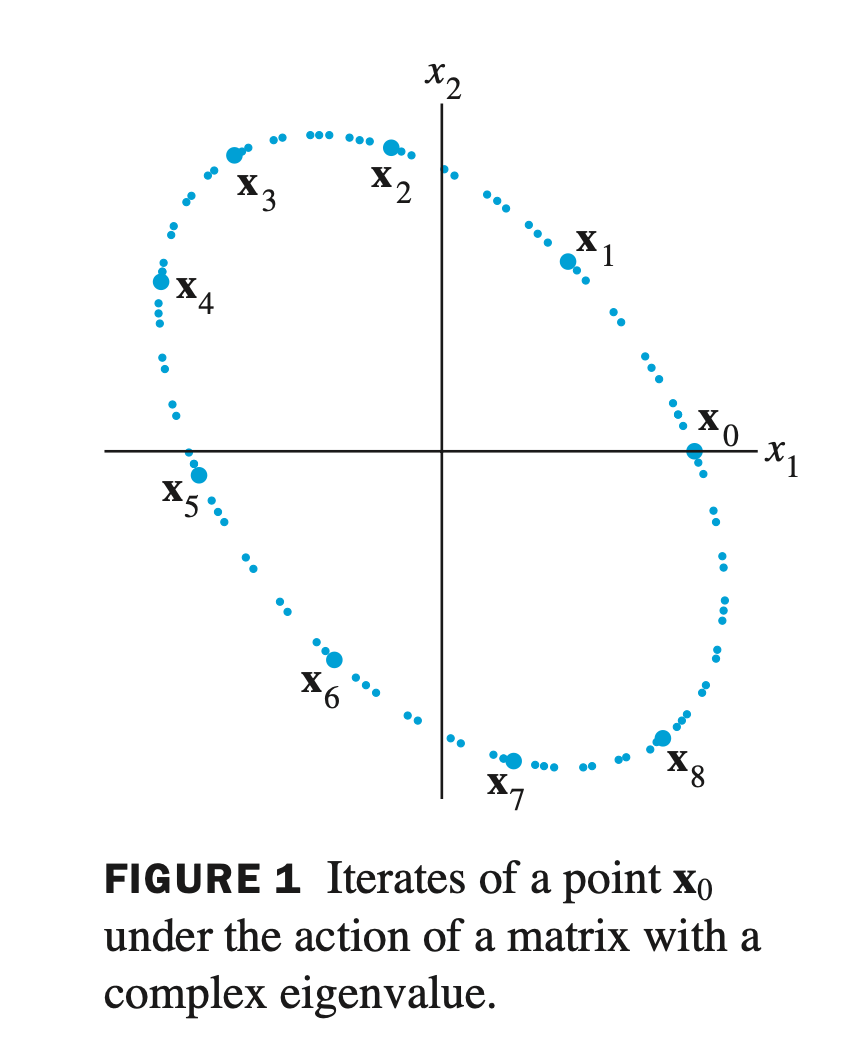 x₂
x₃
x₂
x₁
x₄
x₀
x₁
x₅
x₆
x₇
x₈
FIGURE 1 Iterates of a point x₀
under the action of a matrix with a
complex eigenvalue.